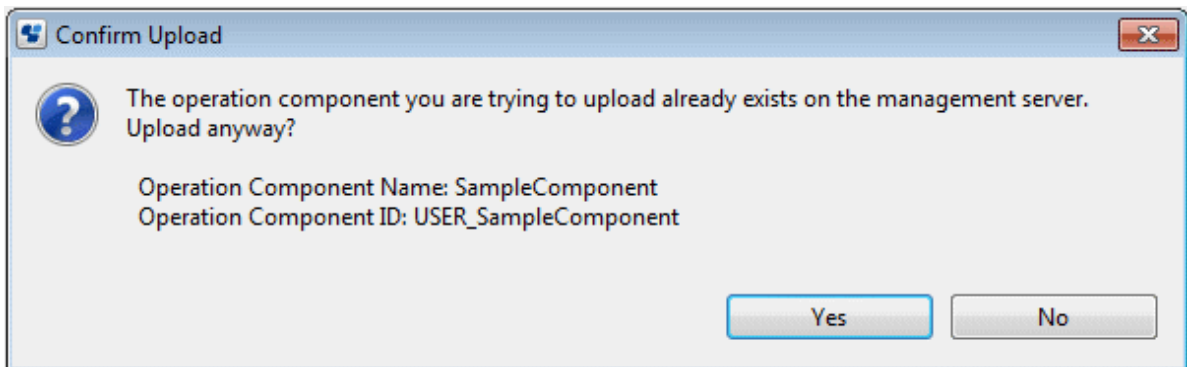 Confirm Upload
The operation component you are trying to upload already exists on the management server.
Upload anyway?
Operation Component Name: SampleComponent
Operation Component ID: USER_SampleComponent
Yes
No